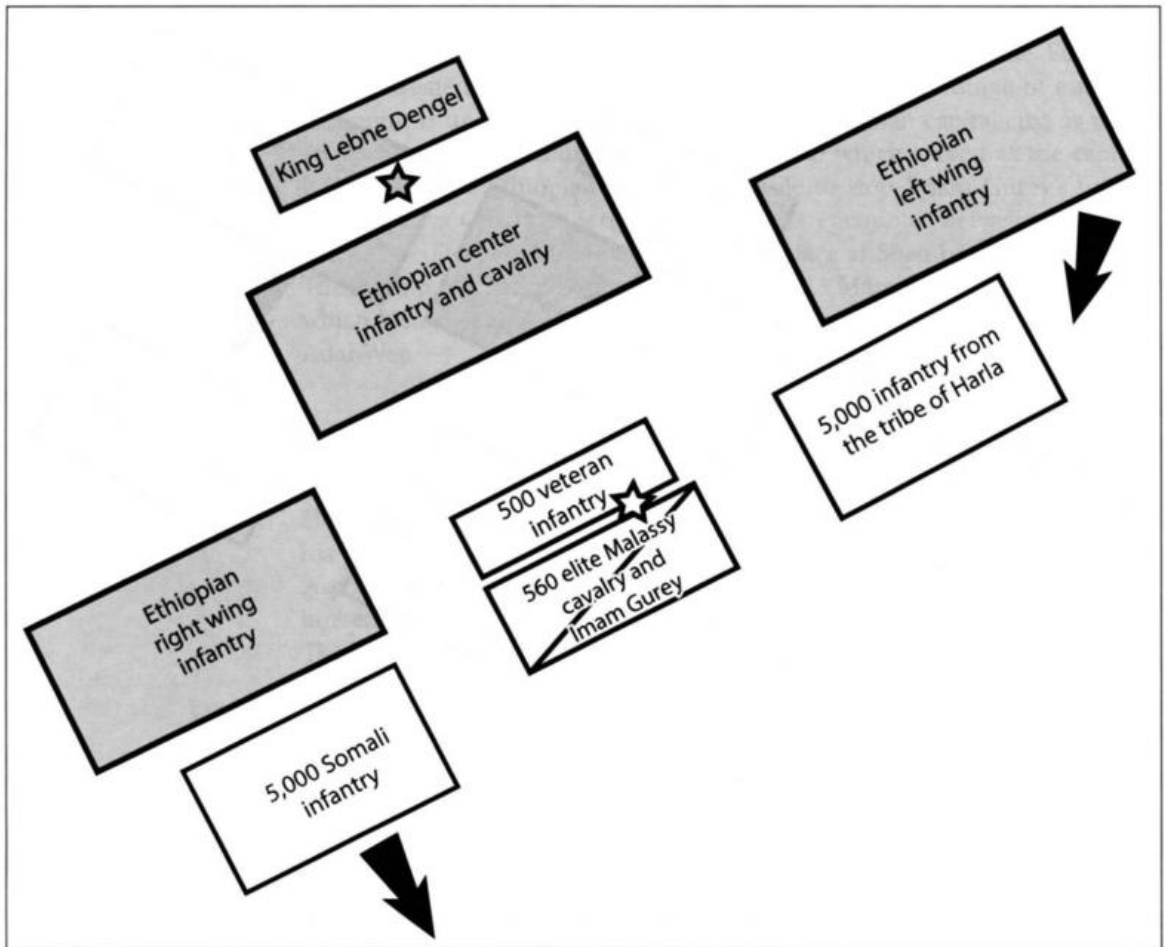 King Lebne Dengel
Ethiopian
left wing
infantry
Ethiopian center
infantry and cavalry
5,000 infantry from
the tribe of Harla
500 veteran
infantry
560 elite Malassy
cavalry and
Imam Gurey
Ethiopian
right wing
infantry
5,000 Somali
infantry